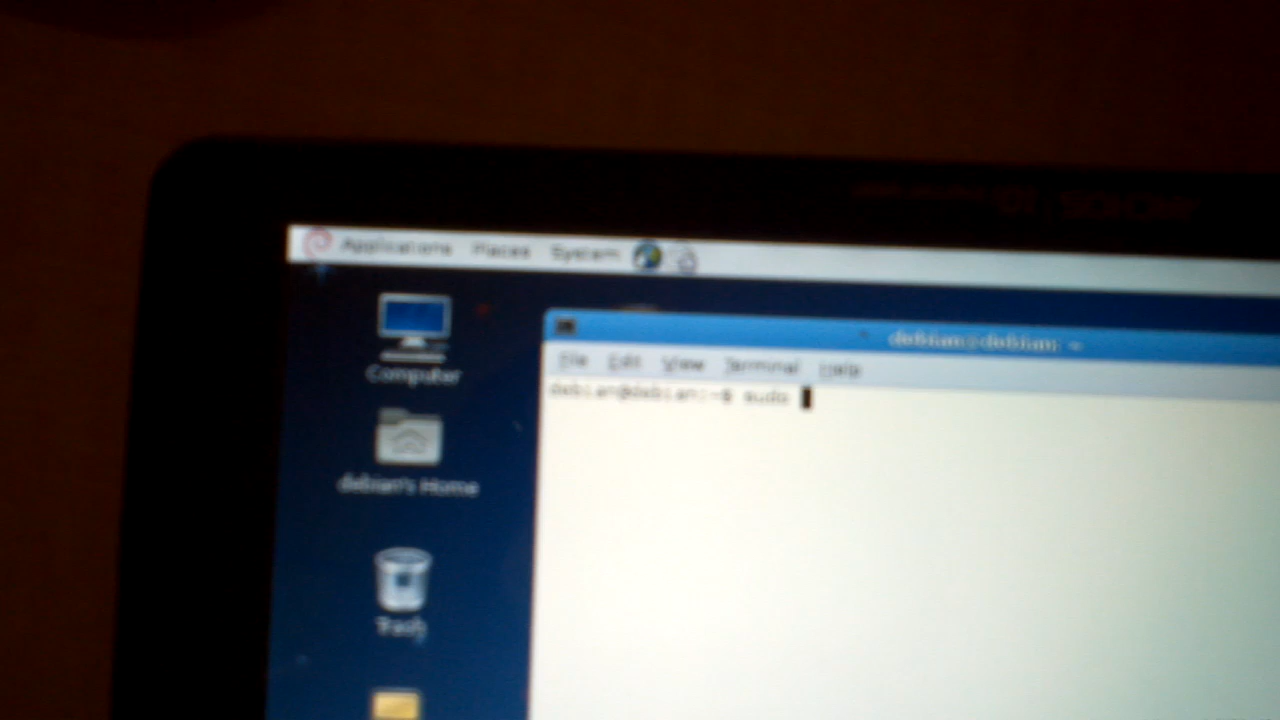 Applications Places System
Computer
debian's Home
Trash
debian@debian: ~
File Edit View Terminal Help
debian@debian:~$ sudo